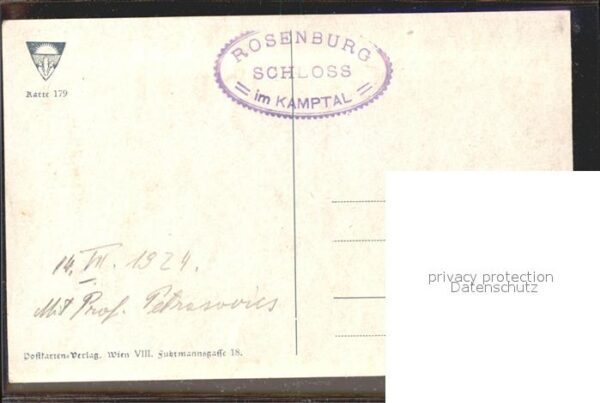 ROSENBURG
SCHLOSS
im KAMPTAL
Karte 179
14. VII. 1924.
Mit Prof. Petrasovics
Postkarten-Verlag. Wien VIII. Fuhrmannsgasse 18.
privacy protection
Datenschutz